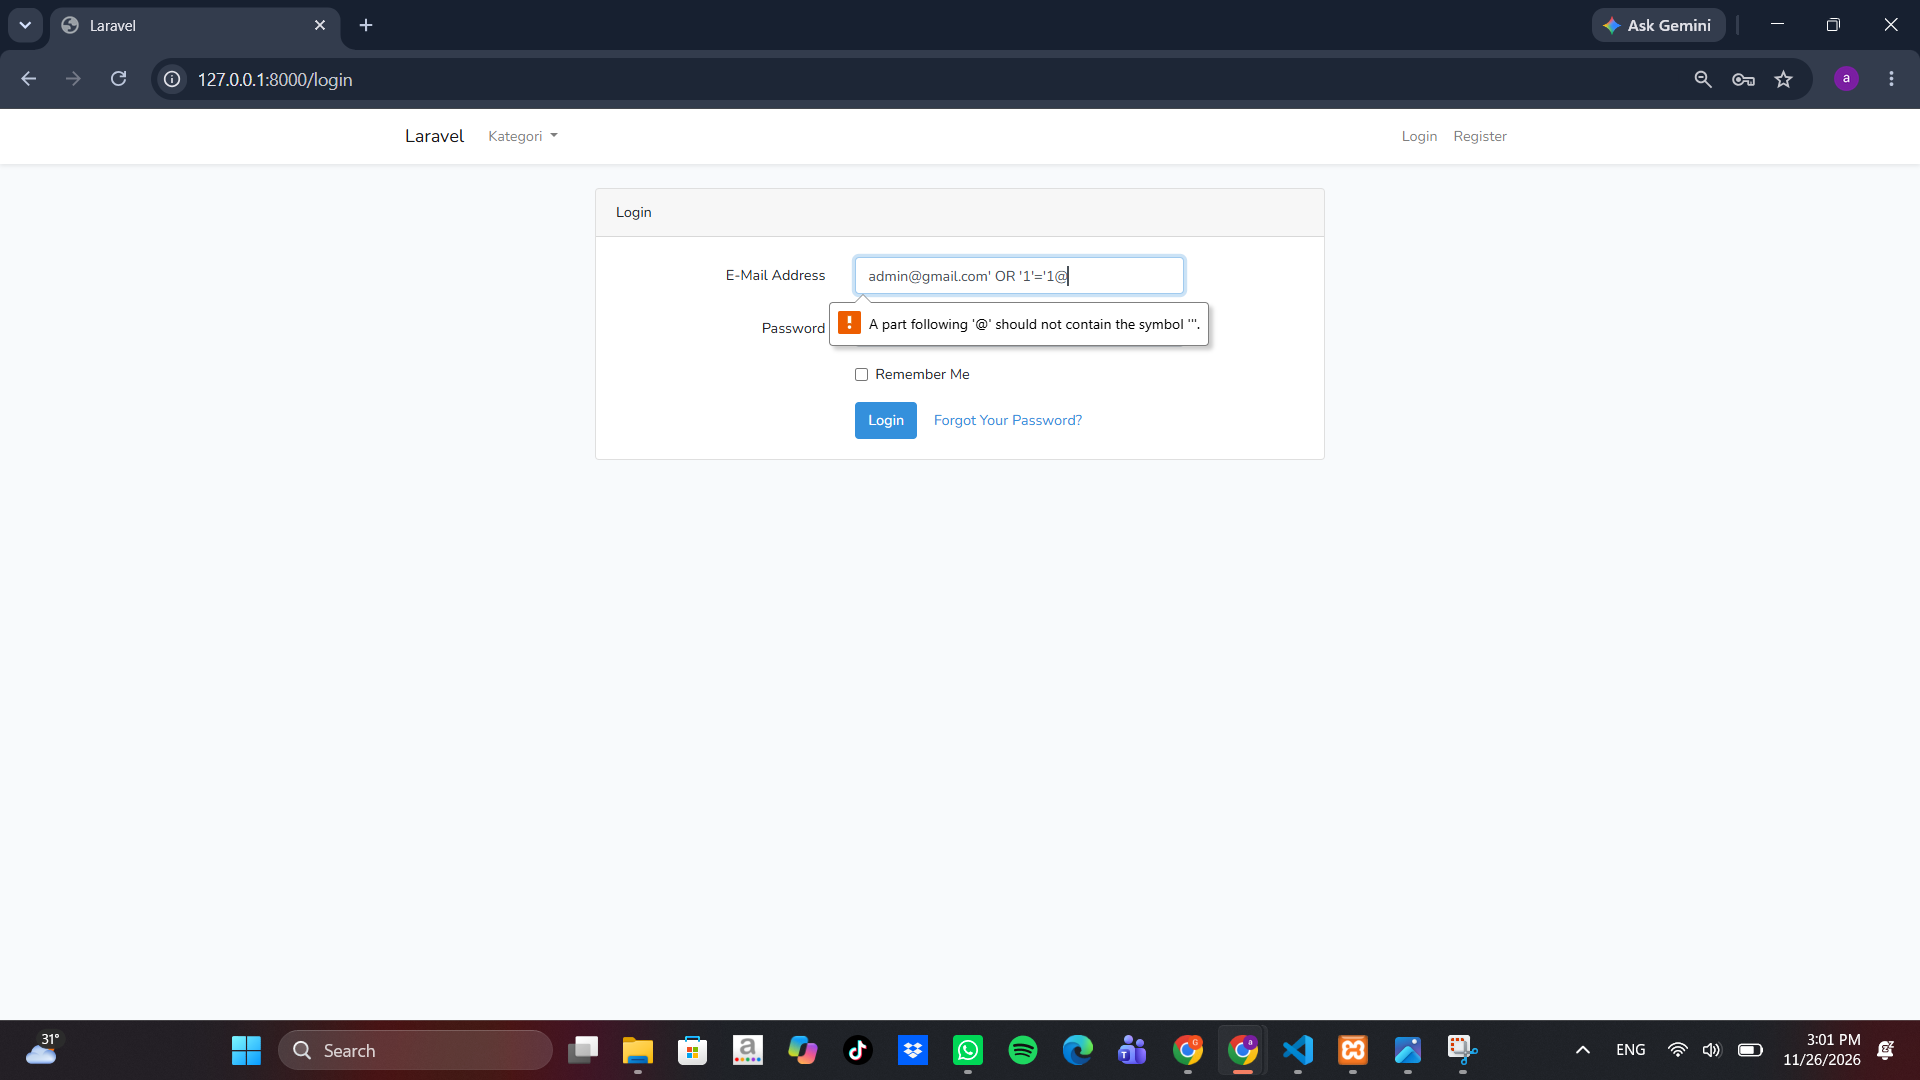 Laravel
Ask Gemini
127.0.0.1:8000/login
a
Laravel
Kategori
Login
Register
Login
E-Mail Address
admin@gmail.com' OR '1'='1@
A part following '@' should not contain the symbol '''.
Password
Remember Me
Login
Forgot Your Password?
31°
Search
ENG
3:01 PM
11/26/2026